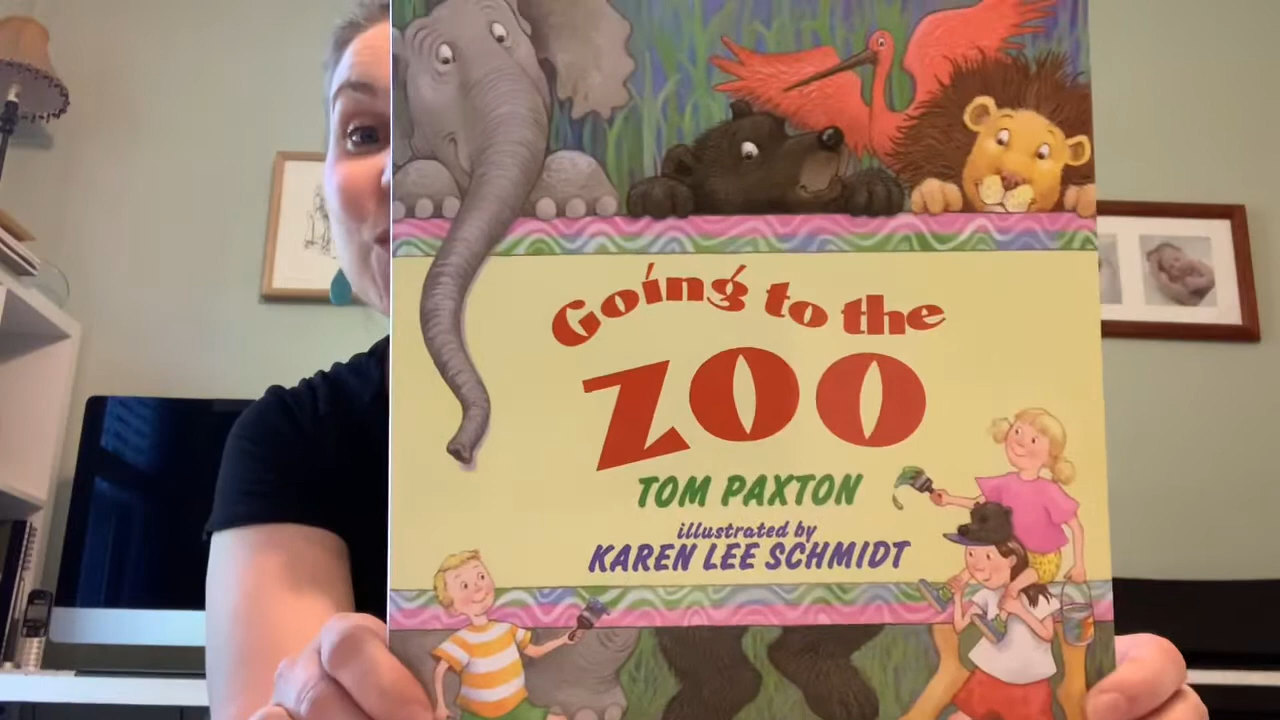 Going to the
ZOO
TOM PAXTON
illustrated by
KAREN LEE SCHMIDT